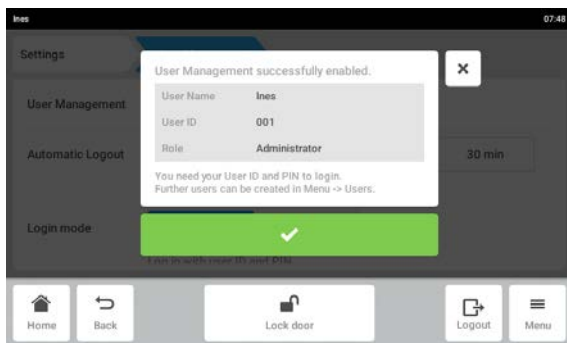 Ines 07:48
Settings
User Management successfully enabled.
User Name Ines
User ID 001
Role Administrator
You need your User ID and PIN to login.
Further users can be created in Menu -> Users.
User Management
Automatic Logout 30 min
Login mode
Log in with user ID and PIN
Home Back Lock door Logout Menu